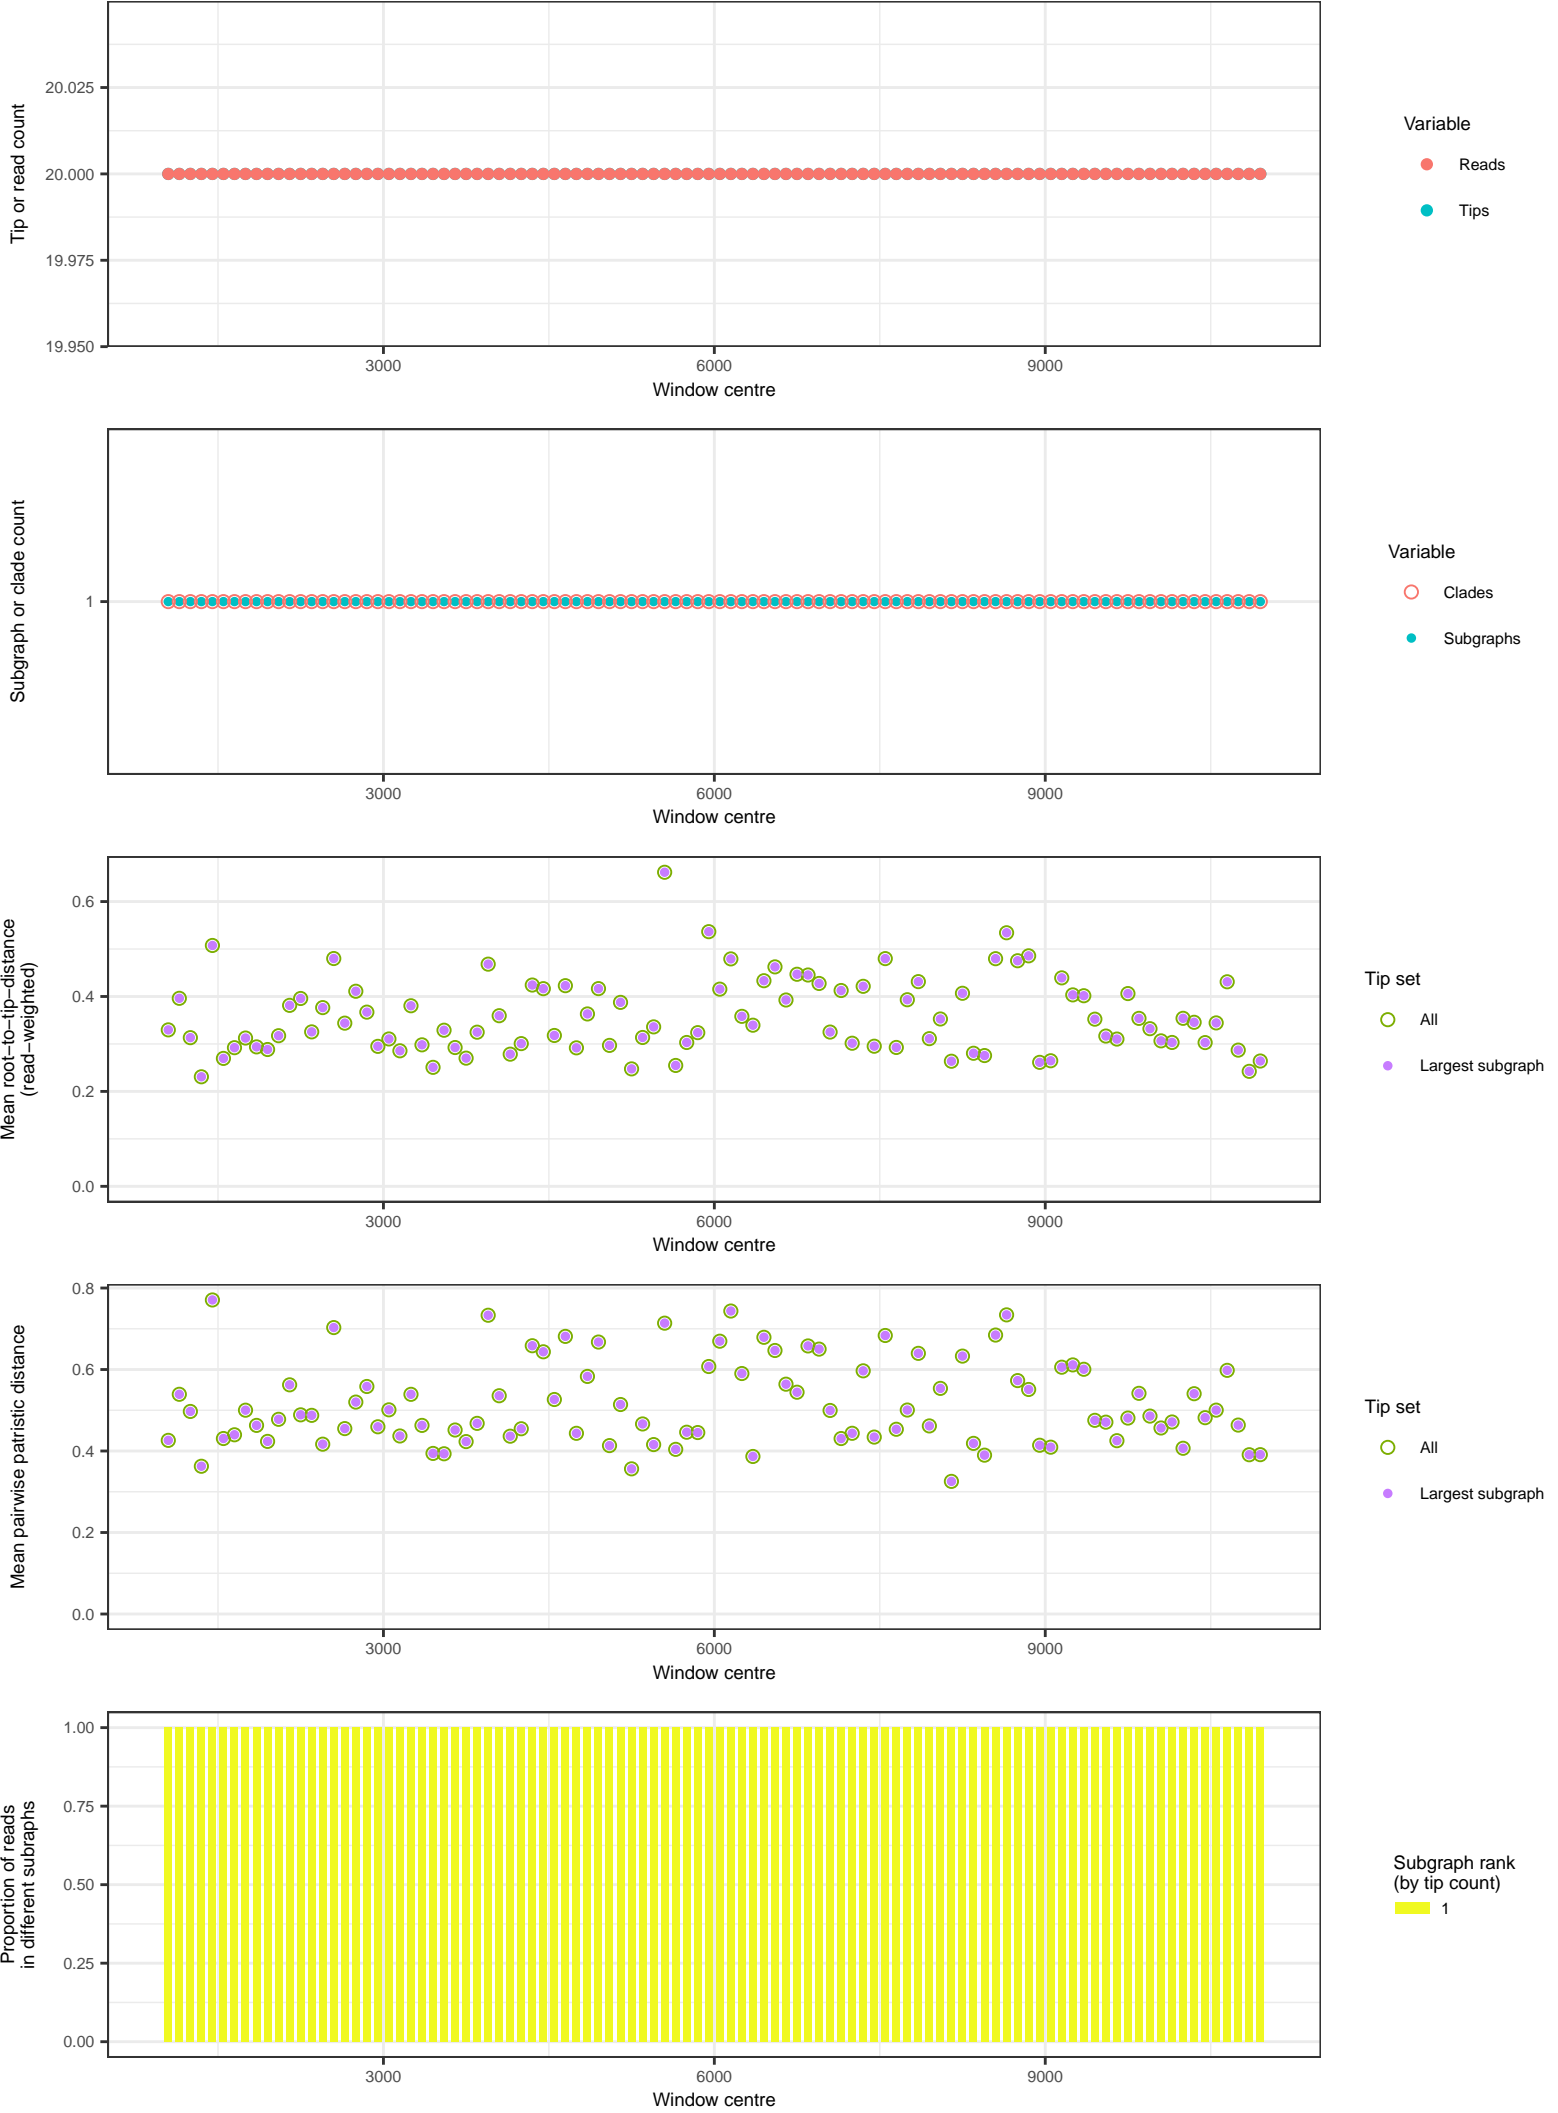 Tip or read count
20.025
20.000
19.975
19.950
3000
6000
9000
Window centre
Variable
Reads
Tips
Subgraph or clade count
1
3000
6000
9000
Window centre
Variable
Clades
Subgraphs
Mean root−to−tip−distance
(read−weighted)
0.6
0.4
0.2
0.0
3000
6000
9000
Window centre
Tip set
All
Largest subgraph
Mean pairwise patristic distance
0.8
0.6
0.4
0.2
0.0
3000
6000
9000
Window centre
Tip set
All
Largest subgraph
Proportion of reads
in different subraphs
1.00
0.75
0.50
0.25
0.00
3000
6000
9000
Window centre
Subgraph rank
(by tip count)
1